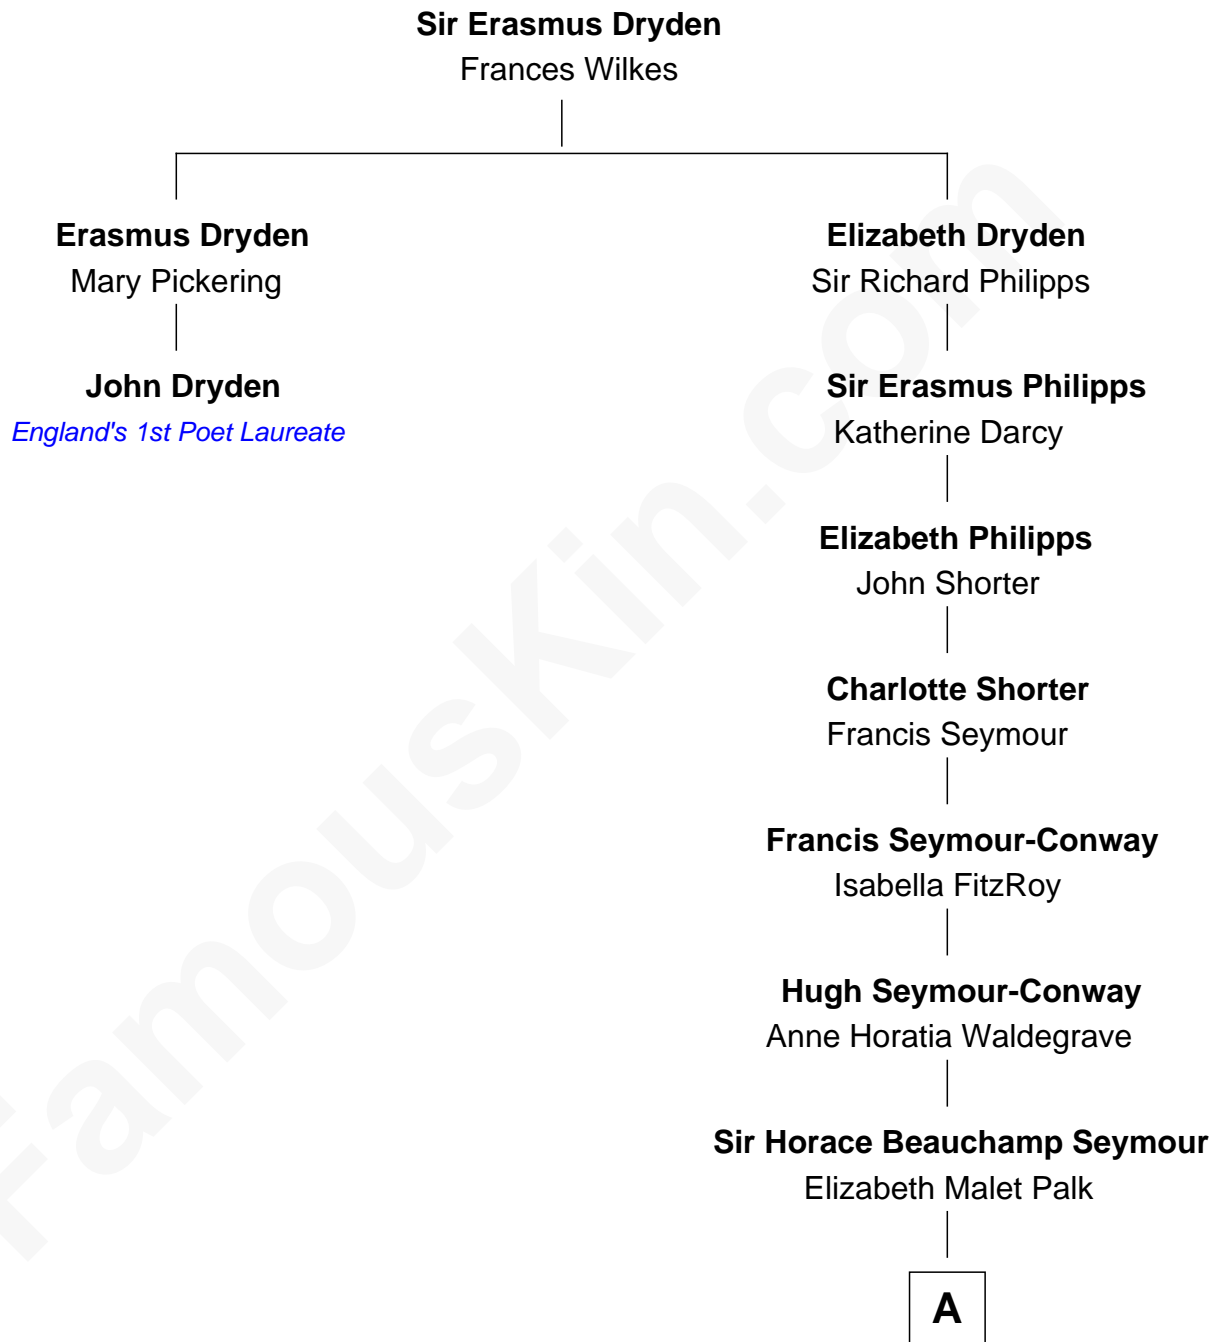 Sir Erasmus Dryden
Frances Wilkes
Erasmus Dryden
Mary Pickering
John Dryden
England's 1st Poet Laureate
Elizabeth Dryden
Sir Richard Philipps
Sir Erasmus Philipps
Katherine Darcy
Elizabeth Philipps
John Shorter
Charlotte Shorter
Francis Seymour
Francis Seymour-Conway
Isabella FitzRoy
Hugh Seymour-Conway
Anne Horatia Waldegrave
Sir Horace Beauchamp Seymour
Elizabeth Malet Palk
A
FamousKin.com